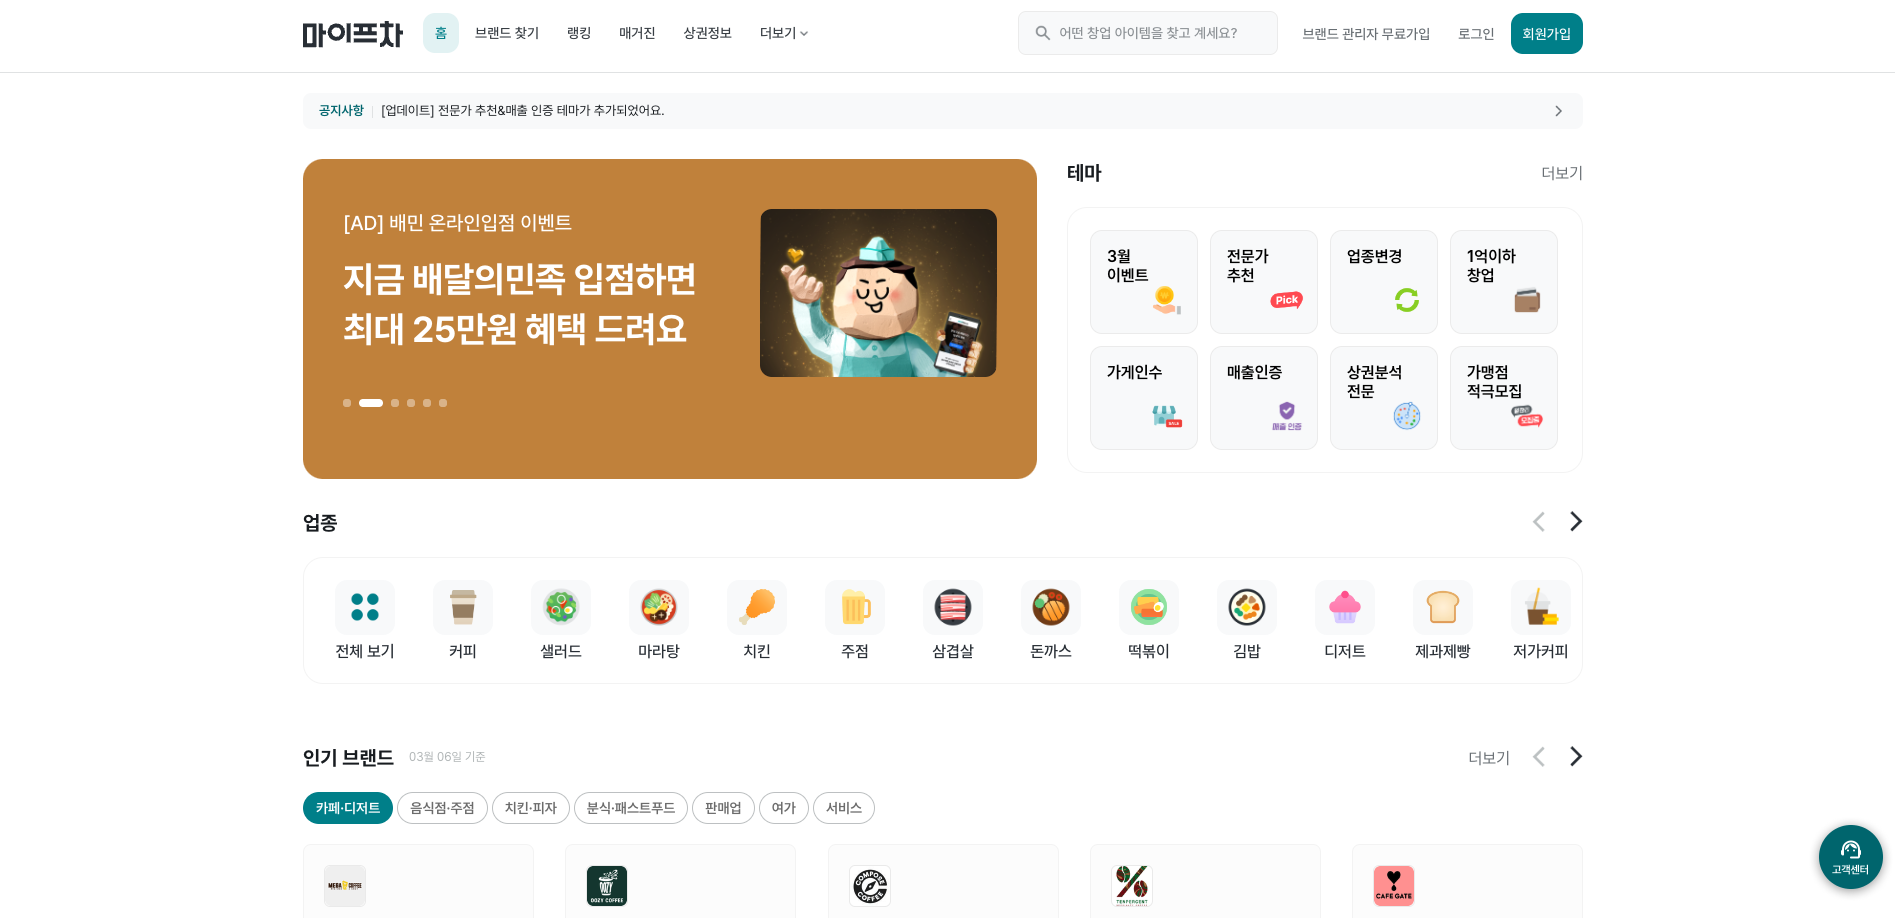 마이프차
홈
브랜드 찾기
랭킹
매거진
상권정보
더보기
어떤 창업 아이템을 찾고 계세요?
브랜드 관리자 무료가입
로그인
회원가입
공지사항
[업데이트] 전문가 추천&매출 인증 테마가 추가되었어요.
[AD] 배민 온라인입점 이벤트
지금 배달의민족 입점하면
최대 25만원 혜택 드려요
테마
더보기
3월
이벤트
전문가
추천
Pick
업종변경
1억이하
창업
가게인수
SALE
매출인증
매출 인증
상권분석
전문
가맹점
적극모집
모집중
업종
전체 보기
커피
샐러드
마라탕
치킨
주점
삼겹살
돈까스
떡볶이
김밥
디저트
제과제빵
저가커피
인기 브랜드
03월 06일 기준
더보기
카페·디저트
음식점·주점
치킨·피자
분식·패스트푸드
판매업
여가
서비스
MEGA COFFEE
DOZY
DOZY COFFEE
COMPOSE COFFEE
TENPERCENT
CAFE GATE
고객센터